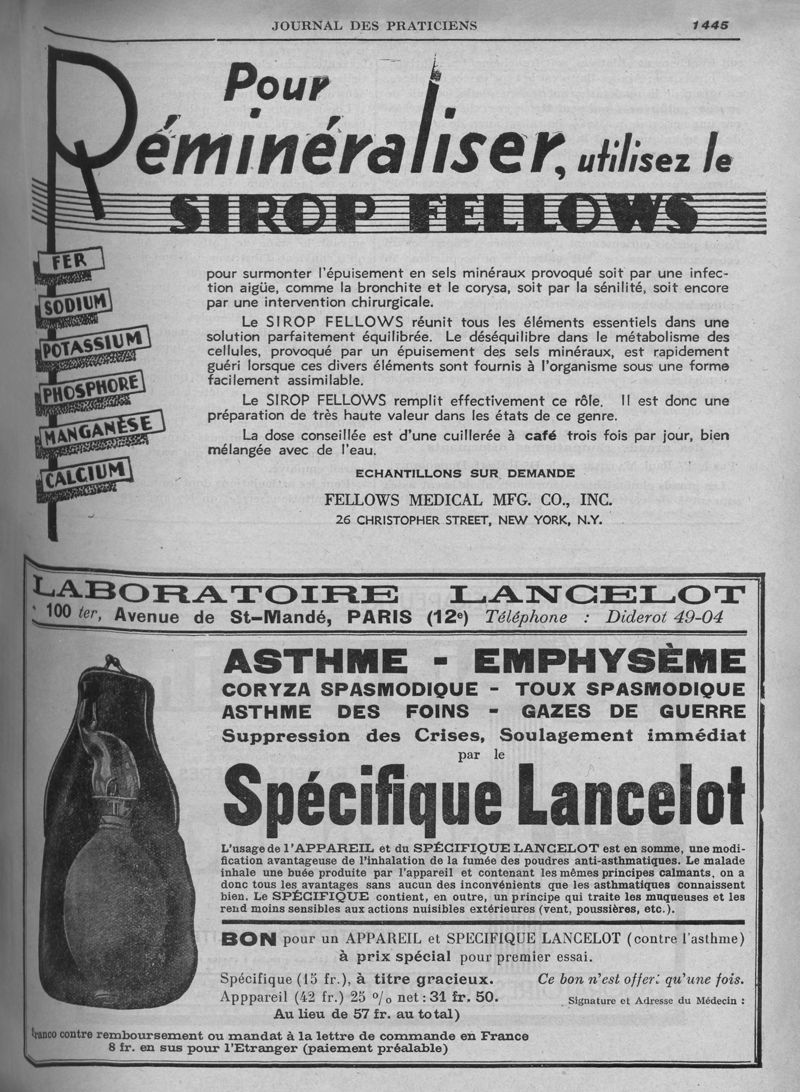 JOURNAL DES PRATICIENS 1445
Pour
Réminéraliser, utilisez le
SIROP FELLOWS
FER
SODIUM
POTASSIUM
PHOSPHORE
MANGANÈSE
CALCIUM
pour surmonter l'épuisement en sels minéraux provoqué soit par une infec-
tion aigüe, comme la bronchite et le corysa, soit par la sénilité, soit encore
par une intervention chirurgicale.
Le SIROP FELLOWS réunit tous les éléments essentiels dans une
solution parfaitement équilibrée. Le déséquilibre dans le métabolisme des
cellules, provoqué par un épuisement des sels minéraux, est rapidement
guéri lorsque ces divers éléments sont fournis à l'organisme sous une forme
facilement assimilable.
Le SIROP FELLOWS remplit effectivement ce rôle. Il est donc une
préparation de très haute valeur dans les états de ce genre.
La dose conseillée est d'une cuillerée à café trois fois par jour, bien
mélangée avec de l'eau.
ECHANTILLONS SUR DEMANDE
FELLOWS MEDICAL MFG. CO., INC.
26 CHRISTOPHER STREET, NEW YORK, N.Y.
LABORATOIRE LANCELOT
100 ter, Avenue de St-Mandé, PARIS (12e) Téléphone : Diderot 49-04
ASTHME - EMPHYSÈME
CORYZA SPASMODIQUE - TOUX SPASMODIQUE
ASTHME DES FOINS - GAZES DE GUERRE
Suppression des Crises, Soulagement immédiat
par le
Spécifique Lancelot
L'usage de l'APPAREIL et du SPÉCIFIQUE LANCELOT est en somme, une modi-
fication avantageuse de l'inhalation de la fumée des poudres anti-asthmatiques. Le malade
inhale une buée produite par l'appareil et contenant les mêmes principes calmants, on a
donc tous les avantages sans aucun des inconvénients que les asthmatiques connaissent
bien. Le SPÉCIFIQUE contient, en outre, un principe qui traite les muqueuses et les
rend moins sensibles aux actions nuisibles extérieures (vent, poussières, etc.).
BON pour un APPAREIL et SPECIFIQUE LANCELOT (contre l'asthme)
à prix spécial pour premier essai.
Spécifique (15 fr.), à titre gracieux. Ce bon n'est offert qu'une fois.
Apppareil (42 fr.) 25 % net : 31 fr. 50. Signature et Adresse du Médecin :
Au lieu de 57 fr. au total)
franco contre remboursement ou mandat à la lettre de commande en France
8 fr. en sus pour l'Etranger (paiement préalable)